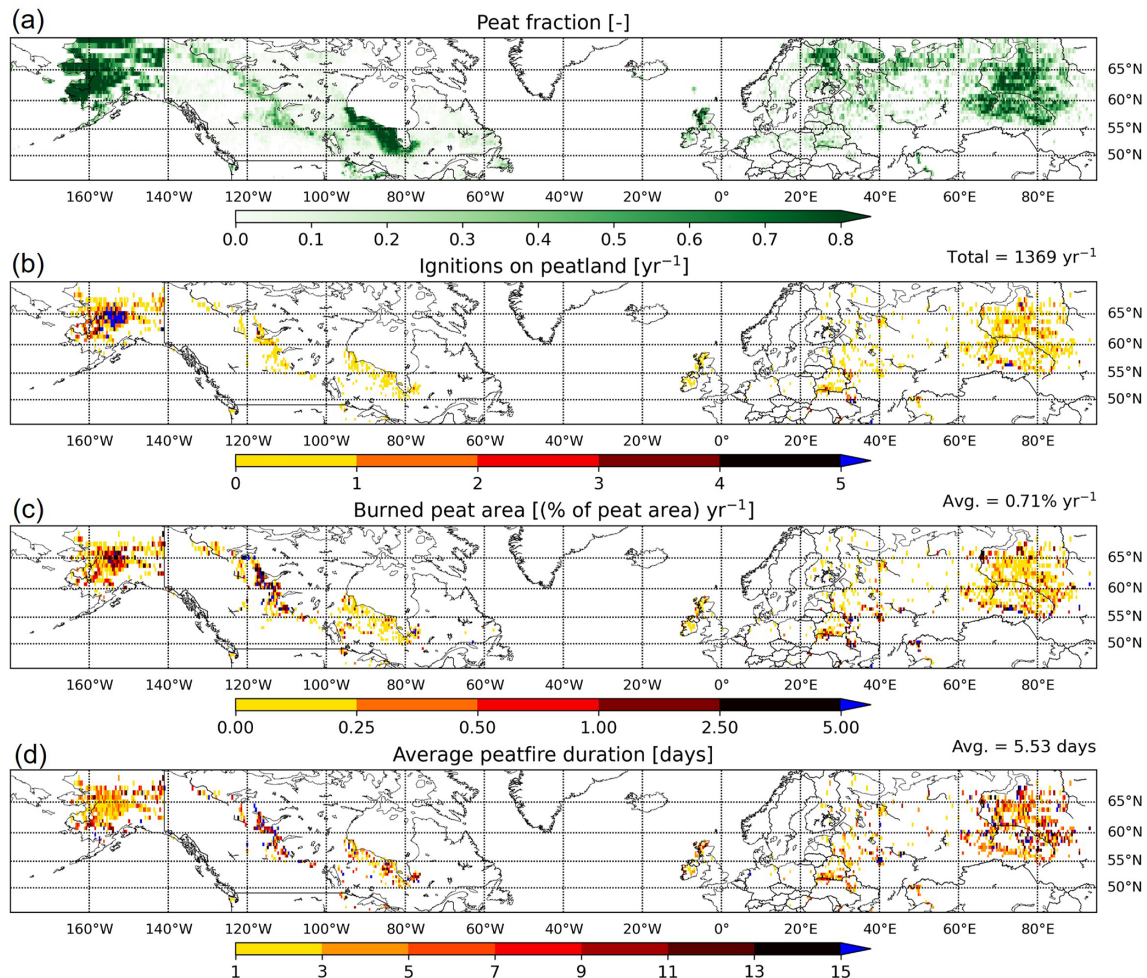 (a)
Peat fraction [-]
65°N
60°N
55°N
50°N
160°W 140°W 120°W 100°W 80°W 60°W 40°W 20°W 0° 20°E 40°E 60°E 80°E
0.0 0.1 0.2 0.3 0.4 0.5 0.6 0.7 0.8
(b)
Ignitions on peatland [yr⁻¹]
Total = 1369 yr⁻¹
65°N
60°N
55°N
50°N
160°W 140°W 120°W 100°W 80°W 60°W 40°W 20°W 0° 20°E 40°E 60°E 80°E
0 1 2 3 4 5
(c)
Burned peat area [(% of peat area) yr⁻¹]
Avg. = 0.71% yr⁻¹
65°N
60°N
55°N
50°N
160°W 140°W 120°W 100°W 80°W 60°W 40°W 20°W 0° 20°E 40°E 60°E 80°E
0.00 0.25 0.50 1.00 2.50 5.00
(d)
Average peatfire duration [days]
Avg. = 5.53 days
65°N
60°N
55°N
50°N
160°W 140°W 120°W 100°W 80°W 60°W 40°W 20°W 0° 20°E 40°E 60°E 80°E
1 3 5 7 9 11 13 15